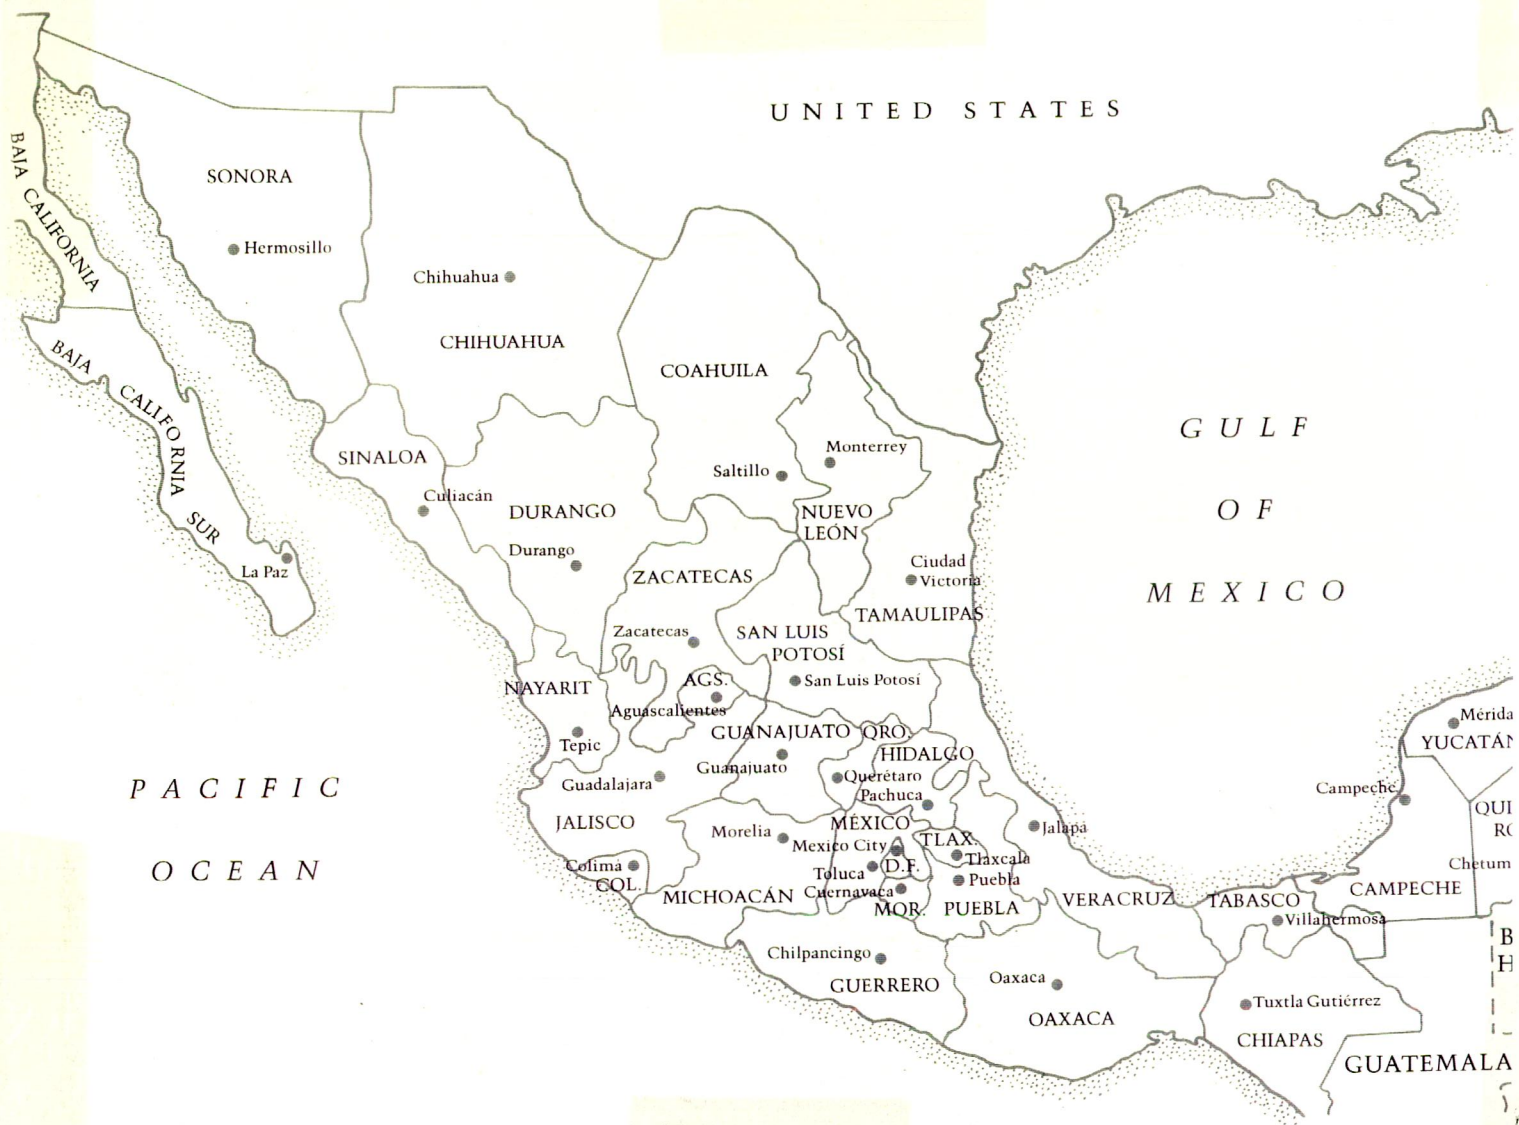 UNITED STATES
BAJA CALIFORNIA
SONORA
Hermosillo
Chihuahua
CHIHUAHUA
COAHUILA
BAJA CALIFORNIA SUR
La Paz
SINALOA
Culiacán
DURANGO
Durango
Saltillo
Monterrey
NUEVO
LEÓN
Ciudad
Victoria
TAMAULIPAS
GULF
OF
MEXICO
ZACATECAS
Zacatecas
SAN LUIS
POTOSÍ
San Luis Potosí
NAYARIT
Tepic
AGS.
Aguascalientes
GUANAJUATO
Guanajuato
QRO.
Querétaro
HIDALGO
Pachuca
Guadalajara
JALISCO
PACIFIC
OCEAN
Colima
COL.
Morelia
MICHOACÁN
MÉXICO
Mexico City
D.F.
Toluca
Cuernavaca
MOR.
TLAX.
Tlaxcala
Puebla
PUEBLA
Jalapa
VERACRUZ
Chilpancingo
GUERRERO
Oaxaca
OAXACA
TABASCO
Villahermosa
Tuxtla Gutiérrez
CHIAPAS
GUATEMALA
Mérida
YUCATÁN
Campeche
CAMPECHE
QUI
RO
Chetum
B
H